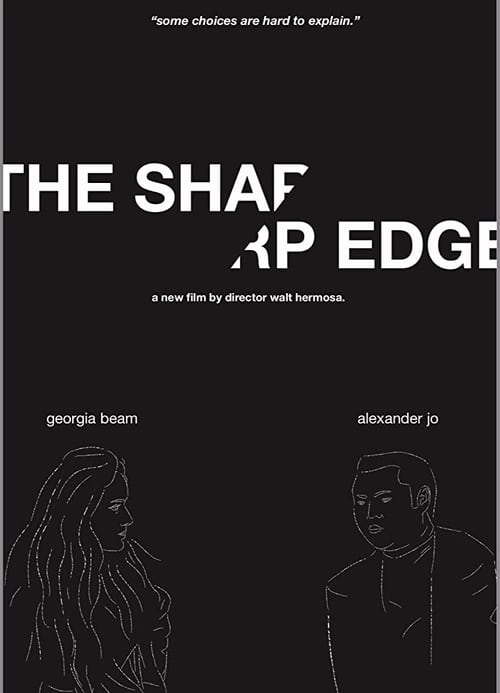 “some choices are hard to explain.”
THE SHAR
RP EDGE
a new film by director walt hermosa.
georgia beam
alexander jo